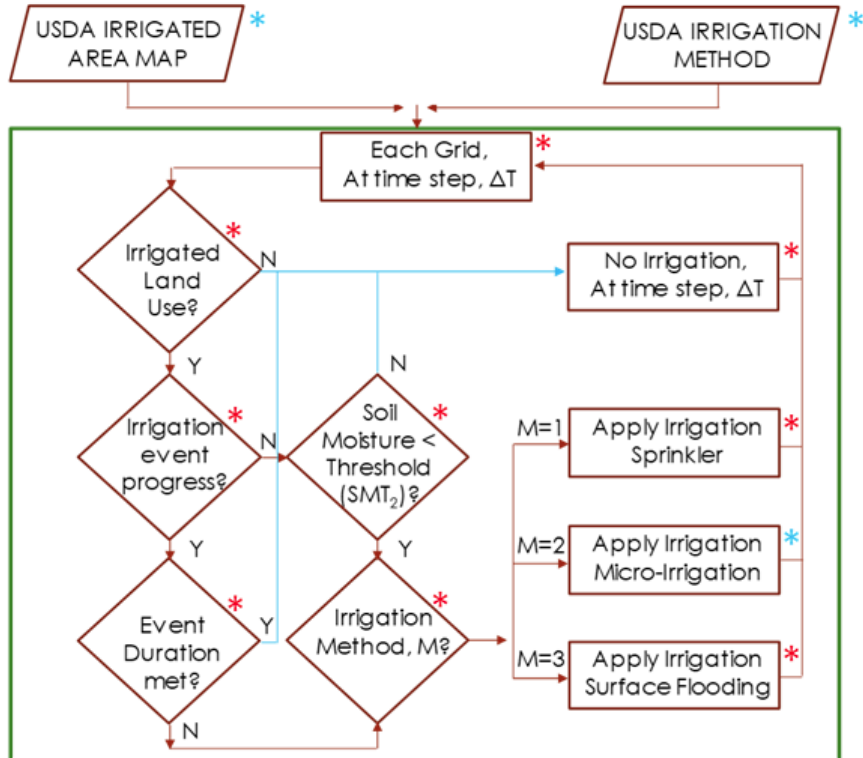 USDA IRRIGATED
AREA MAP
*
USDA IRRIGATION
METHOD
*
Each Grid,
At time step, ΔT
*
Irrigated
Land
Use?
*
N
No Irrigation,
At time step, ΔT
*
Y
N
Irrigation
event
progress?
*
N
Soil
Moisture <
Threshold
(SMT₂)?
*
M=1
Apply Irrigation
Sprinkler
*
Y
Y
M=2
Apply Irrigation
Micro-Irrigation
*
Event
Duration
met?
*
Y
Irrigation
Method, M?
*
M=3
Apply Irrigation
Surface Flooding
*
N